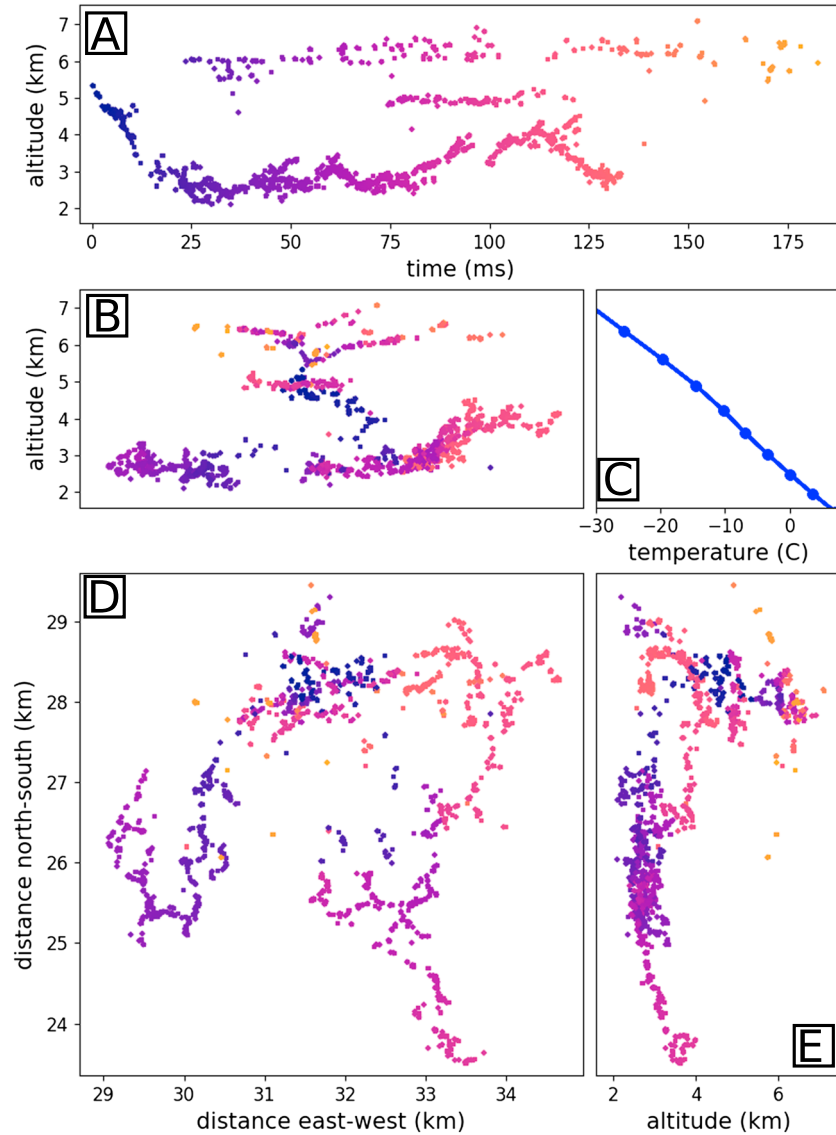 A
altitude (km)
7
6
5
4
3
2
0 25 50 75 100 125 150 175
time (ms)
B
altitude (km)
7
6
5
4
3
2
C
−30 −20 −10 0
temperature (C)
D
distance north-south (km)
29
28
27
26
25
24
29 30 31 32 33 34
distance east-west (km)
E
2 4 6
altitude (km)